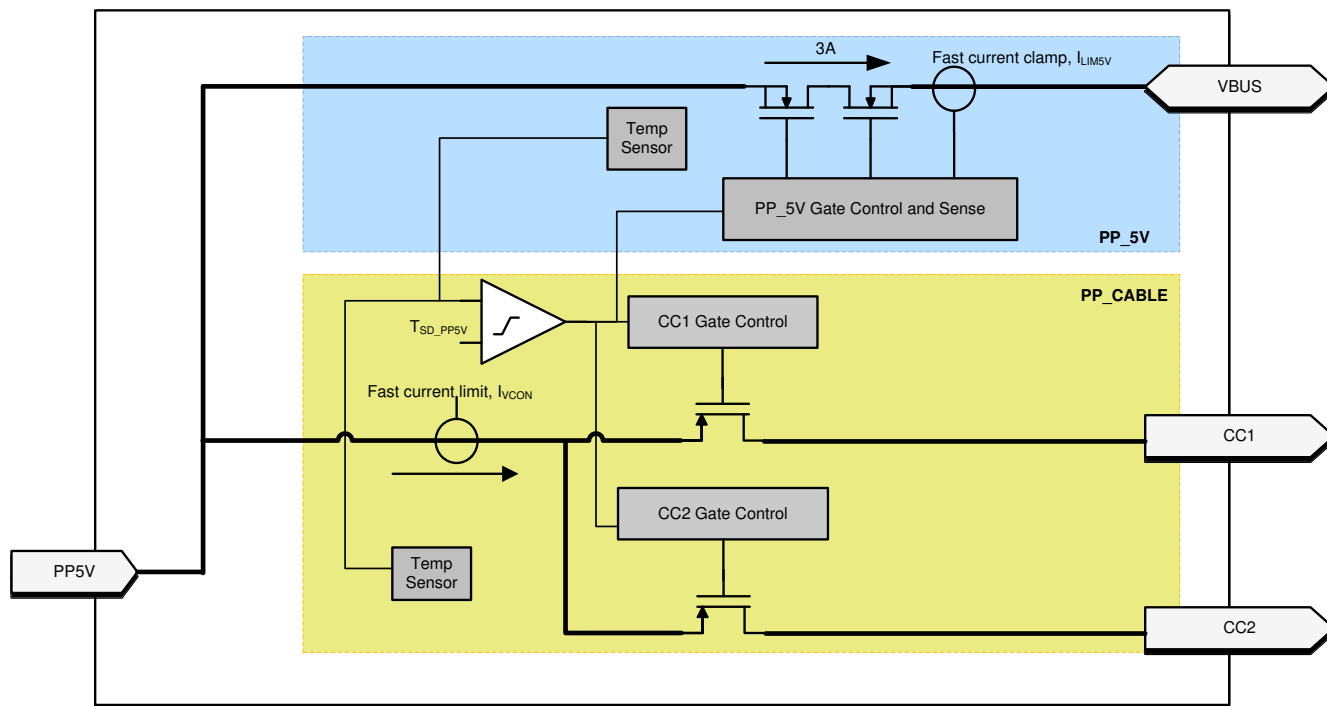 3A
Fast current clamp, ILIM5V
VBUS
Temp
Sensor
PP_5V Gate Control and Sense
PP_5V
PP_CABLE
CC1 Gate Control
TSD_PP5V
Fast current limit, IVCON
CC1
CC2 Gate Control
Temp
Sensor
PP5V
CC2